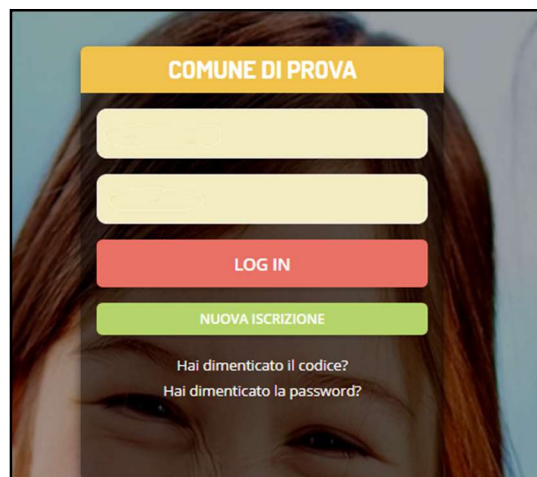 COMUNE DI PROVA
LOG IN
NUOVA ISCRIZIONE
Hai dimenticato il codice?
Hai dimenticato la password?